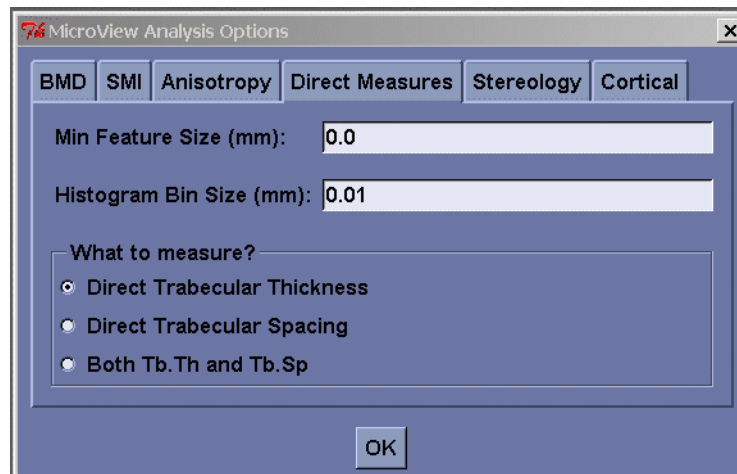 MicroView Analysis Options
BMD SMI Anisotropy Direct Measures Stereology Cortical
Min Feature Size (mm): 0.0
Histogram Bin Size (mm): 0.01
What to measure?
Direct Trabecular Thickness
Direct Trabecular Spacing
Both Tb.Th and Tb.Sp
OK